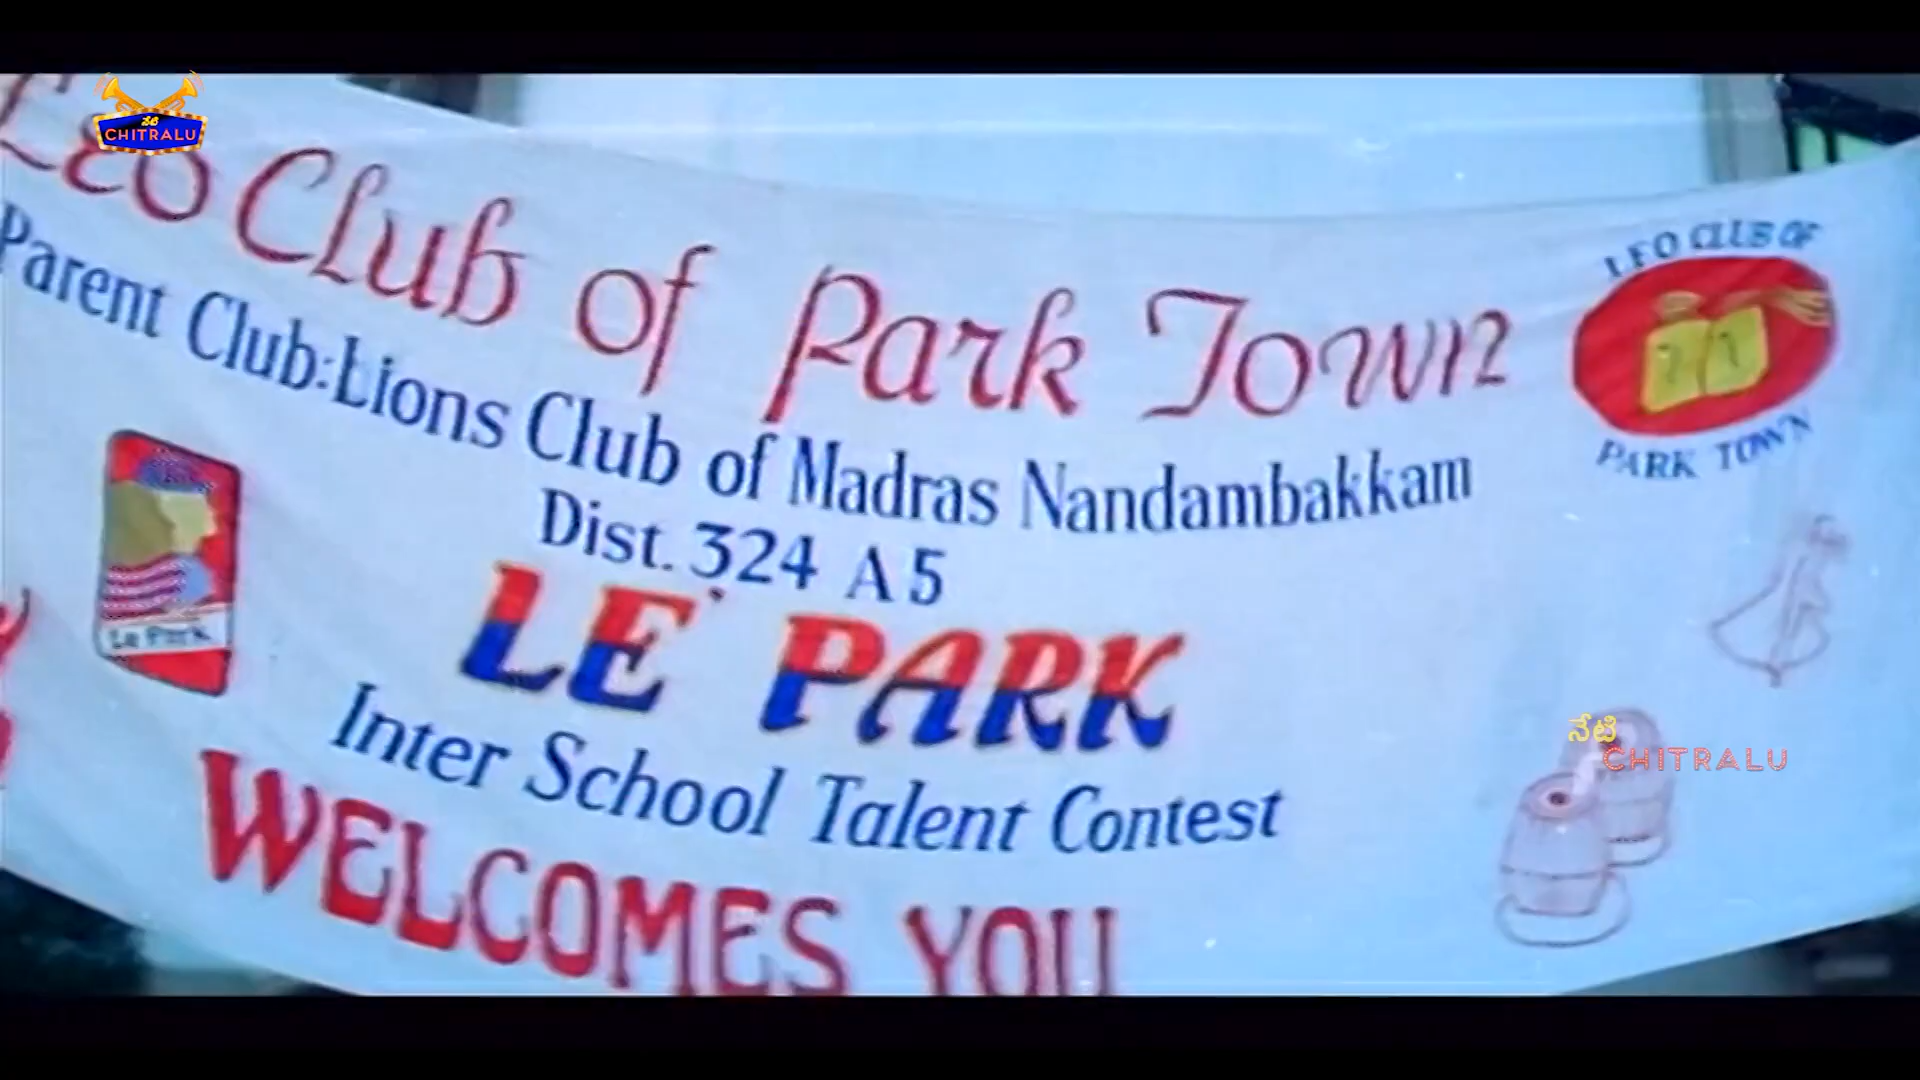 నేటి
CHITRALU
Leo Club of Park Town
Parent Club:Lions Club of Madras Nandambakkam
Dist. 324 A5
LE' PARK
Inter School Talent Contest
WELCOMES YOU
LEO CLUB OF
PARK TOWN
Le Park
నేటి
CHITRALU